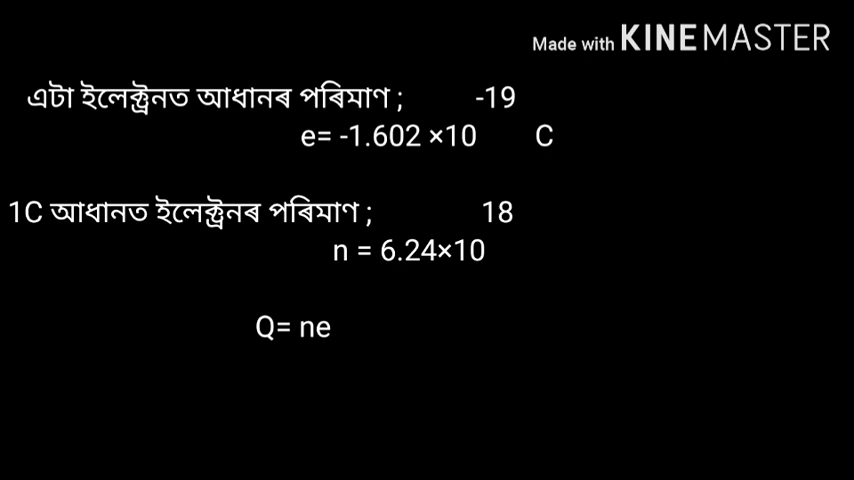 Made with KINEMASTER
এটা ইলেক্ট্ৰনত আধানৰ পৰিমাণ ; -19
e= -1.602 ×10 C
1C আধানত ইলেক্ট্ৰনৰ পৰিমাণ ; 18
n = 6.24×10
Q= ne